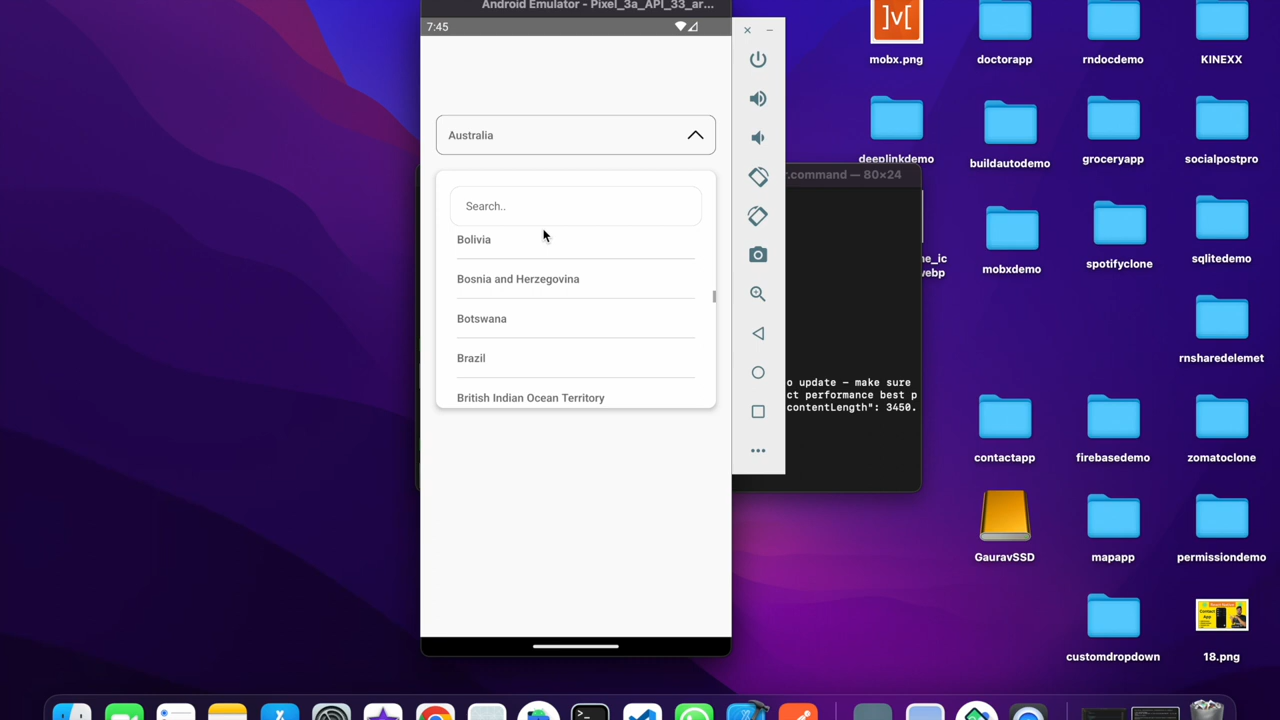 Android Emulator - Pixel_3a_API_33_ar...
7:45
Australia
Search..
Bolivia
Bosnia and Herzegovina
Botswana
Brazil
British Indian Ocean Territory
r.command — 80×24
o update – make sure
ct performance best p
contentLength": 3450.
]v[
mobx.png
doctorapp
rndocdemo
KINEXX
deeplinkdemo
buildautodemo
groceryapp
socialpostpro
ne_ic
webp
mobxdemo
spotifyclone
sqlitedemo
rnsharedelemet
contactapp
firebasedemo
zomatoclone
GauravSSD
mapapp
permissiondemo
customdropdown
18.png